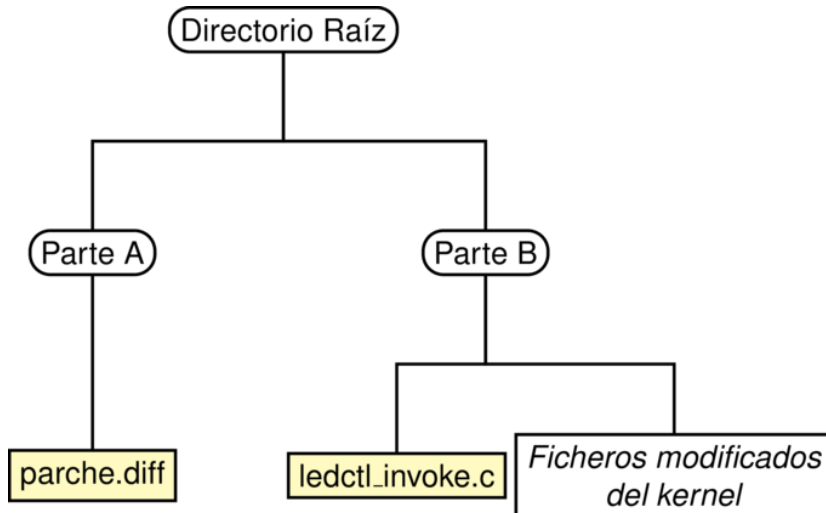 Directorio Raíz
Parte A
Parte B
parche.diff
ledctl_invoke.c
Ficheros modificados
del kernel